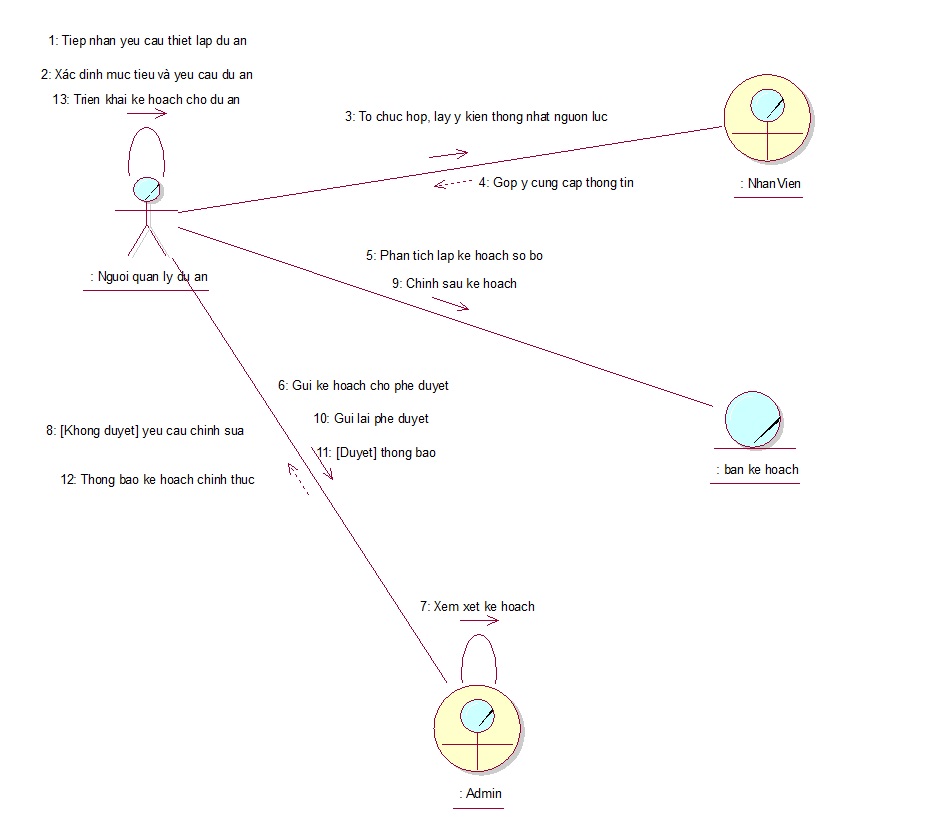 1: Tiep nhan yeu cau thiet lap du an
2: Xác dinh muc tieu và yeu cau du an
13: Trien khai ke hoach cho du an
3: To chuc hop, lay y kien thong nhat nguon luc
4: Gop y cung cap thong tin
: NhanVien
: Nguoi quan ly du an
5: Phan tich lap ke hoach so bo
9: Chinh sau ke hoach
6: Gui ke hoach cho phe duyet
10: Gui lai phe duyet
8: [Khong duyet] yeu cau chinh sua
11: [Duyet] thong bao
: ban ke hoach
12: Thong bao ke hoach chinh thuc
7: Xem xet ke hoach
: Admin